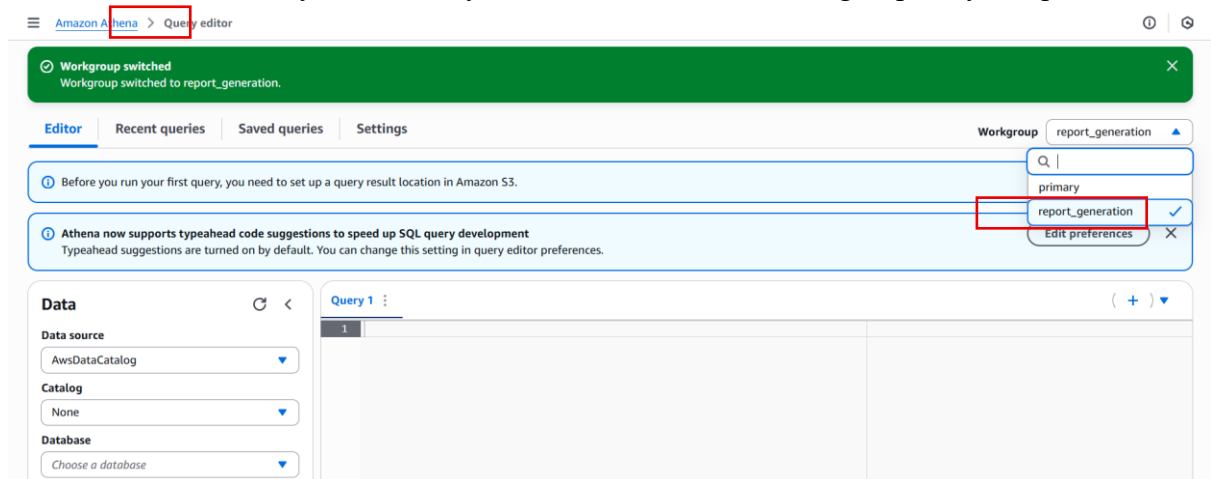 Amazon Athena > Query editor
Workgroup switched
Workgroup switched to report_generation.
Editor Recent queries Saved queries Settings Workgroup report_generation
Before you run your first query, you need to set up a query result location in Amazon S3.
primary
report_generation
Athena now supports typeahead code suggestions to speed up SQL query development
Typeahead suggestions are turned on by default. You can change this setting in query editor preferences.
Edit preferences
Data
Query 1
1
Data source
AwsDataCatalog
Catalog
None
Database
Choose a database